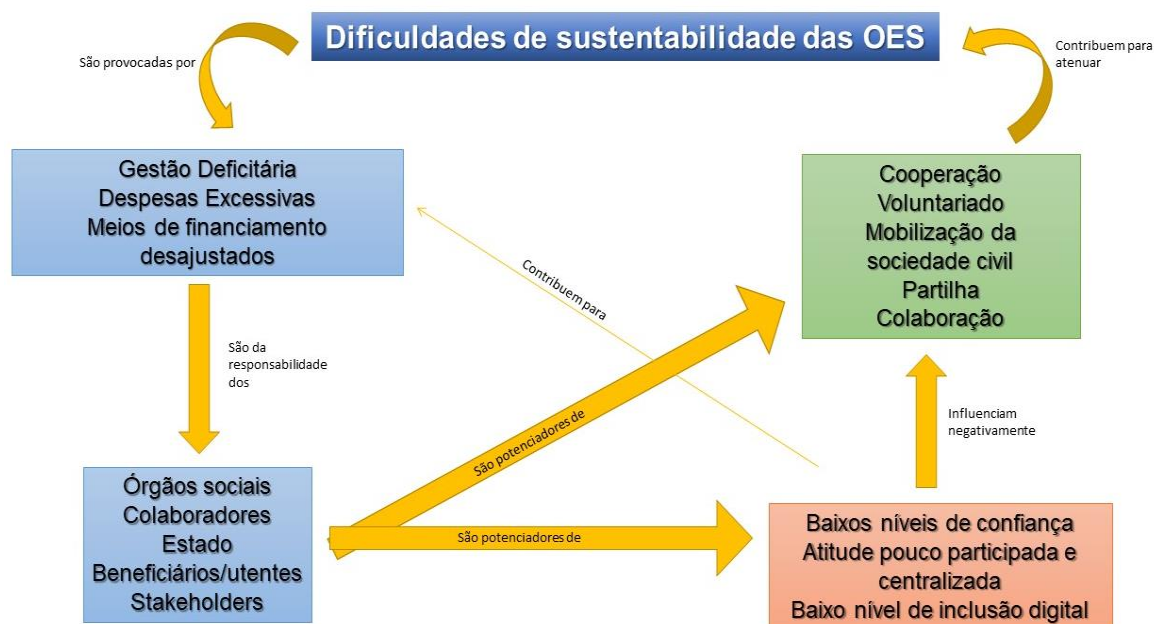 Dificuldades de sustentabilidade das OES
São provocadas por
Contribuem para
atenuar
Gestão Deficitária
Despesas Excessivas
Meios de financiamento
desajustados
Cooperação
Voluntariado
Mobilização da
sociedade civil
Partilha
Colaboração
Contribuem para
São da
responsabilidade
dos
São potenciadores de
Influenciam
negativamente
Órgãos sociais
Colaboradores
Estado
Beneficiários/utentes
Stakeholders
São potenciadores de
Baixos níveis de confiança
Atitude pouco participada e
centralizada
Baixo nível de inclusão digital